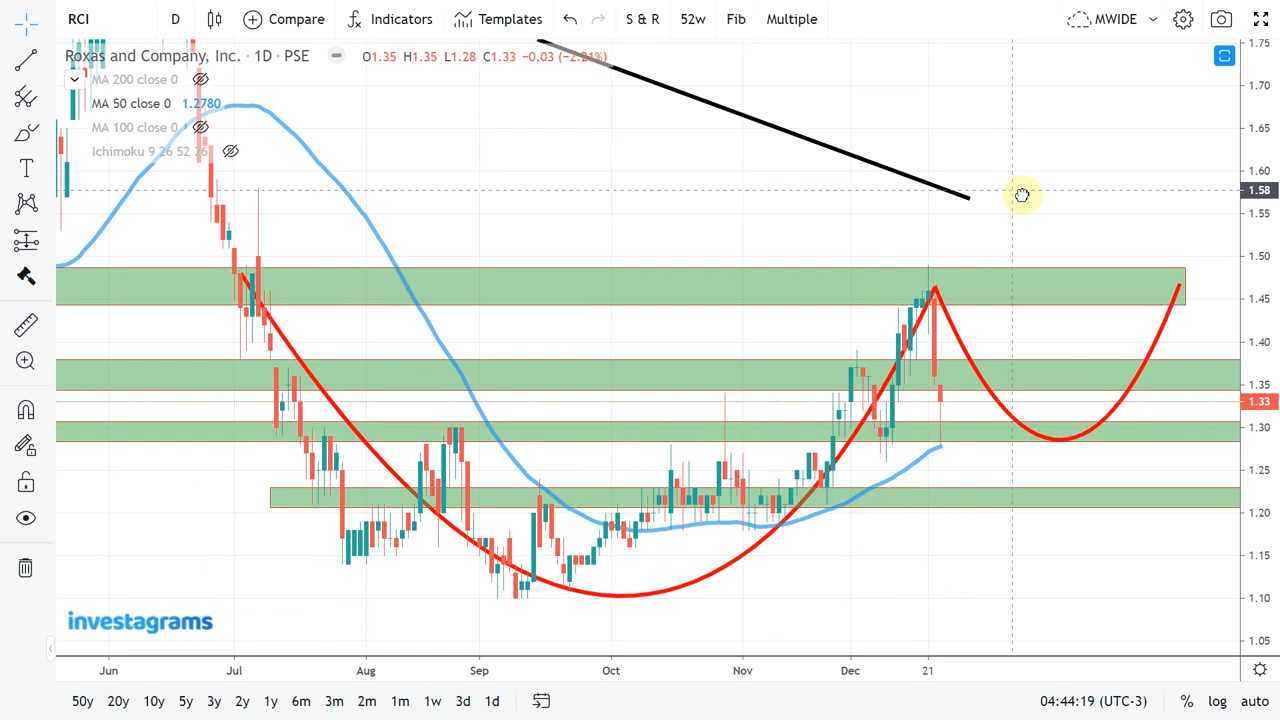 RCI D Compare Indicators Templates S & R 52w Fib Multiple MWIDE
Roxas and Company, Inc. · 1D · PSE O1.35 H1.35 L1.28 C1.33 −0.03 (−2.21%)
MA 200 close 0
MA 50 close 0 1.2780
MA 100 close 0
Ichimoku 9 26 52 26
1.75
1.70
1.65
1.60
1.58
1.55
1.50
1.45
1.40
1.35
1.33
1.30
1.25
1.20
1.15
1.10
1.05
investagrams
Jun Jul Aug Sep Oct Nov Dec 21
50y 20y 10y 5y 3y 2y 1y 6m 3m 2m 1m 1w 3d 1d 04:44:19 (UTC-3) % log auto